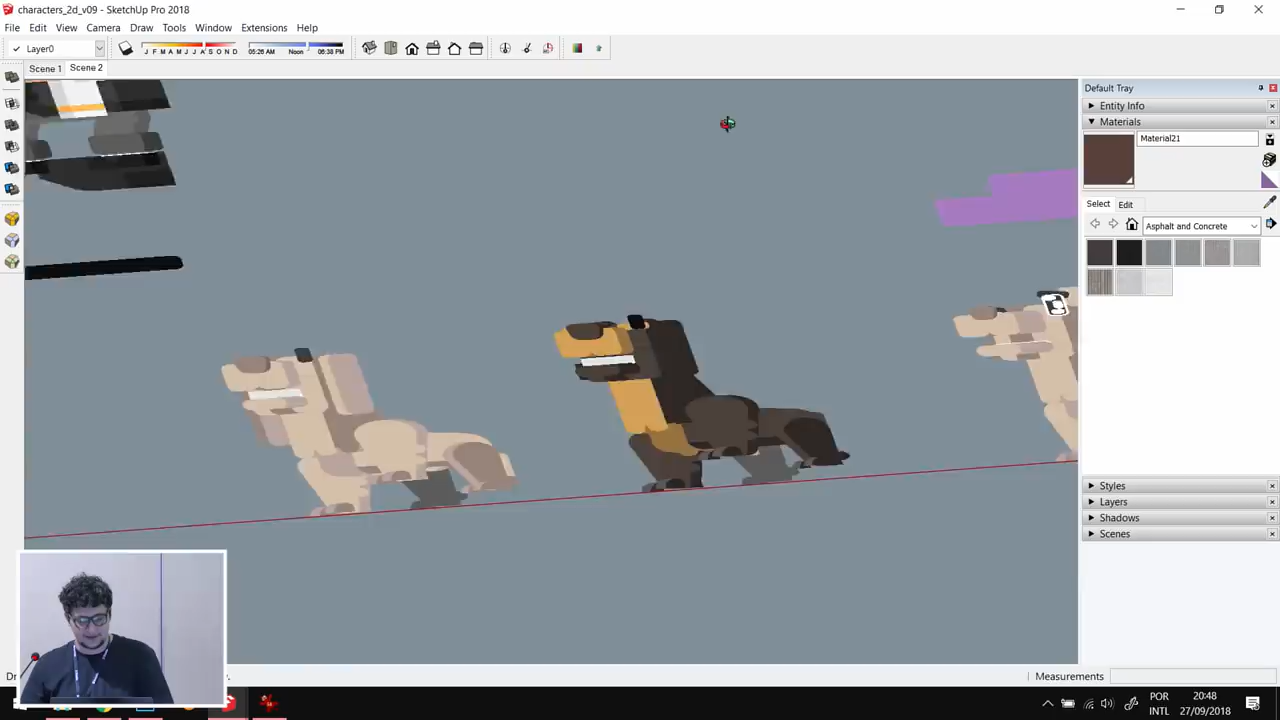 characters_2d_v09 - SketchUp Pro 2018
File Edit View Camera Draw Tools Window Extensions Help
Layer0
J F M A M J J A S O N D
05:26 AM Noon 06:38 PM
Scene 1 Scene 2
Default Tray
Entity Info
Materials
Material21
Select Edit
Asphalt and Concrete
Styles
Layers
Shadows
Scenes
Measurements
POR
INTL
20:48
27/09/2018